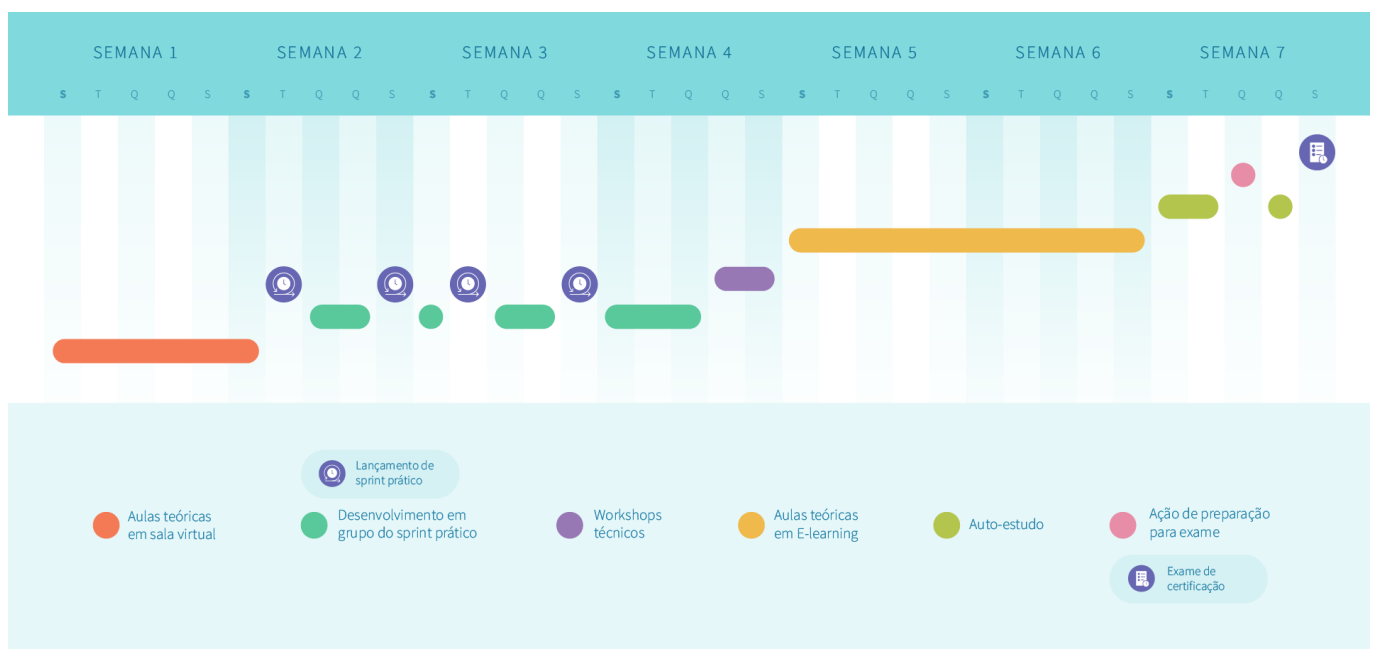 SEMANA 1 SEMANA 2 SEMANA 3 SEMANA 4 SEMANA 5 SEMANA 6 SEMANA 7
S T Q Q S S T Q Q S S T Q Q S S T Q Q S S T Q Q S S T Q Q S S T Q Q S
Lançamento de
sprint prático
Aulas teóricas
em sala virtual
Desenvolvimento em
grupo do sprint prático
Workshops
técnicos
Aulas teóricas
em E-learning
Auto-estudo
Ação de preparação
para exame
Exame de
certificação